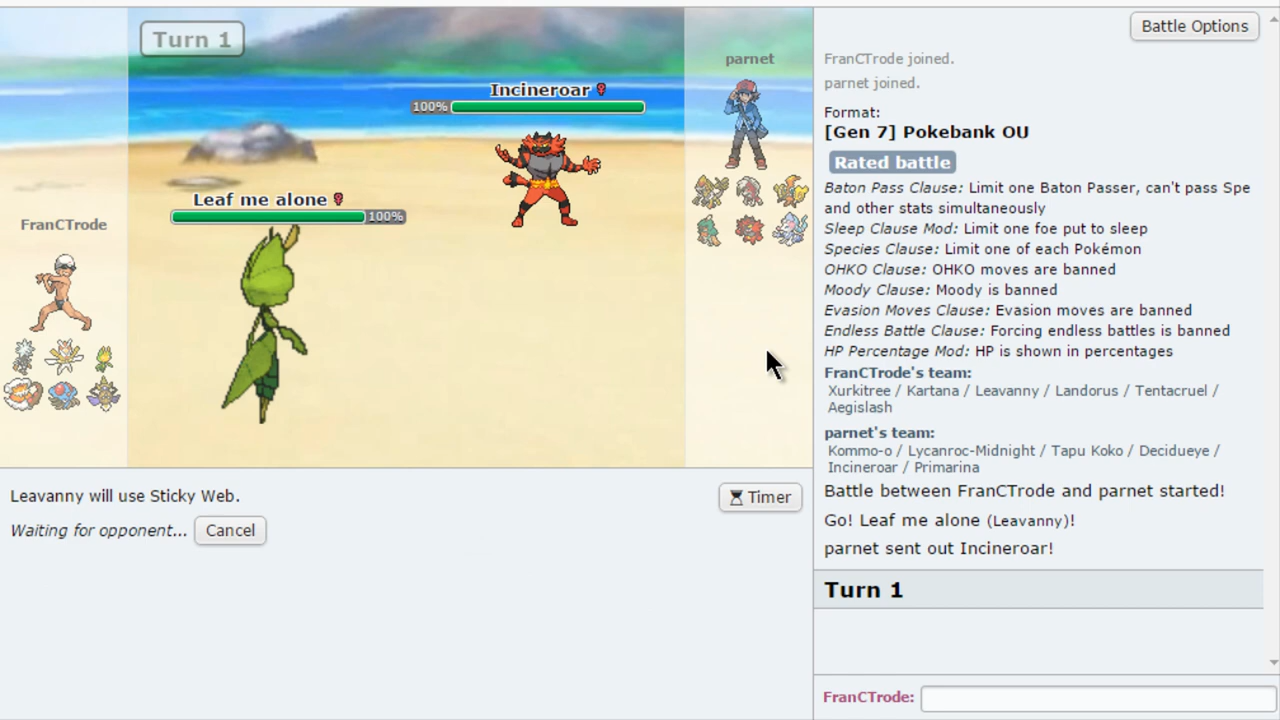 Turn 1
Incineroar
100%
Leaf me alone
100%
FranCTrode
parnet
Leavanny will use Sticky Web.
Timer
Waiting for opponent... Cancel
Battle Options
FranCTrode joined.
parnet joined.
Format:
[Gen 7] Pokebank OU
Rated battle
Baton Pass Clause: Limit one Baton Passer, can't pass Spe
and other stats simultaneously
Sleep Clause Mod: Limit one foe put to sleep
Species Clause: Limit one of each Pokémon
OHKO Clause: OHKO moves are banned
Moody Clause: Moody is banned
Evasion Moves Clause: Evasion moves are banned
Endless Battle Clause: Forcing endless battles is banned
HP Percentage Mod: HP is shown in percentages
FranCTrode's team:
Xurkitree / Kartana / Leavanny / Landorus / Tentacruel /
Aegislash
parnet's team:
Kommo-o / Lycanroc-Midnight / Tapu Koko / Decidueye /
Incineroar / Primarina
Battle between FranCTrode and parnet started!
Go! Leaf me alone (Leavanny)!
parnet sent out Incineroar!
Turn 1
FranCTrode: